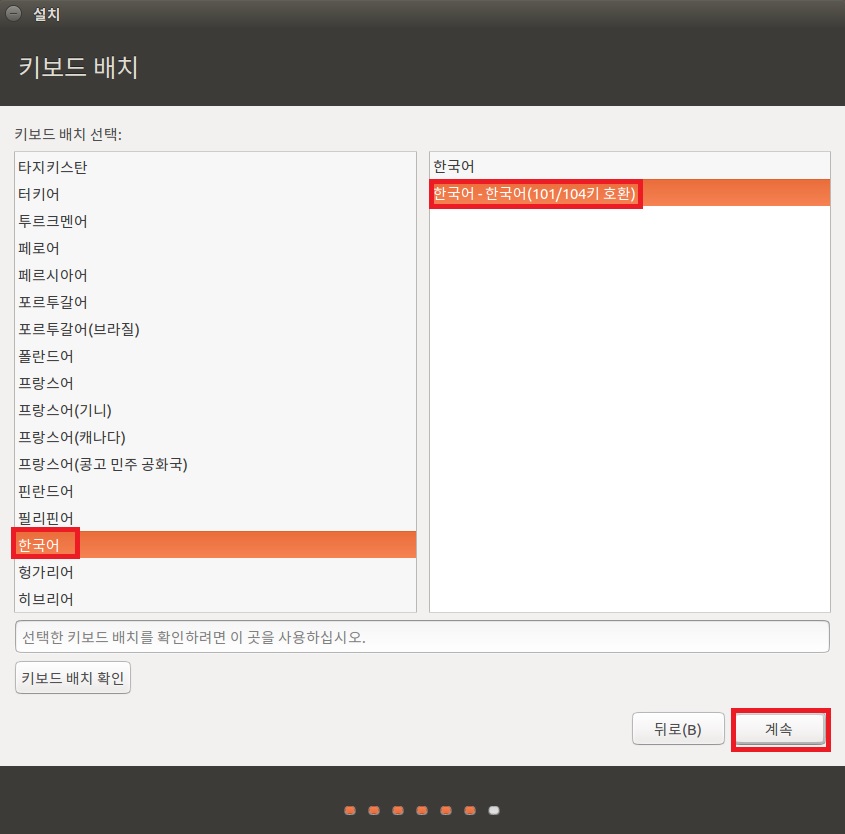 설치
키보드 배치
키보드 배치 선택:
타지키스탄
터키어
투르크멘어
페로어
페르시아어
포르투갈어
포르투갈어(브라질)
폴란드어
프랑스어
프랑스어(기니)
프랑스어(캐나다)
프랑스어(콩고 민주 공화국)
핀란드어
필리핀어
한국어
헝가리어
히브리어
한국어
한국어 - 한국어(101/104키 호환)
선택한 키보드 배치를 확인하려면 이 곳을 사용하십시오.
키보드 배치 확인
뒤로(B)
계속